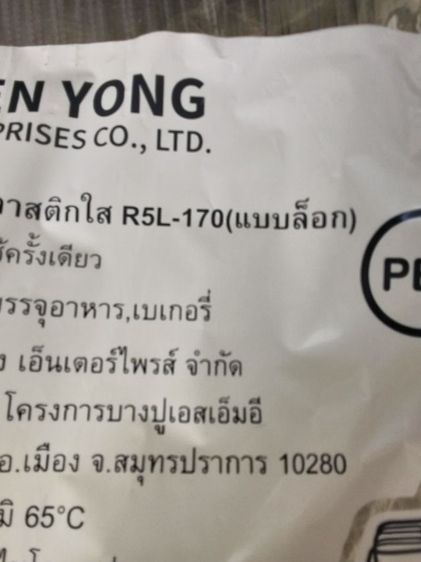 EN YONG
PRISES CO., LTD.
าสติกใส R5L-170(แบบล็อก)
ช้ครั้งเดียว
บรรจุอาหาร,เบเกอรี่
ง เอ็นเตอร์ไพรส์ จำกัด
โครงการบางปูเอสเอ็มอี
อ.เมือง จ.สมุทรปราการ 10280
มิ 65°C